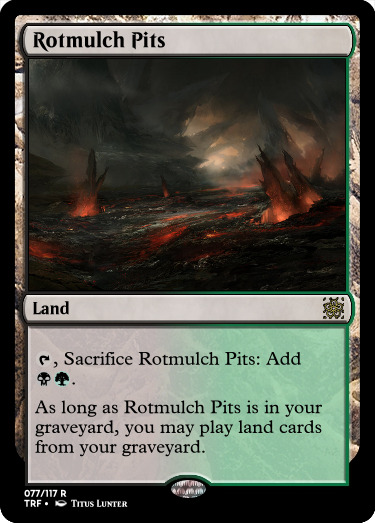 Rotmulch Pits
Land
, Sacrifice Rotmulch Pits: Add
.
As long as Rotmulch Pits is in your
graveyard, you may play land cards
from your graveyard.
077/117 R
TRF • Titus Lunter